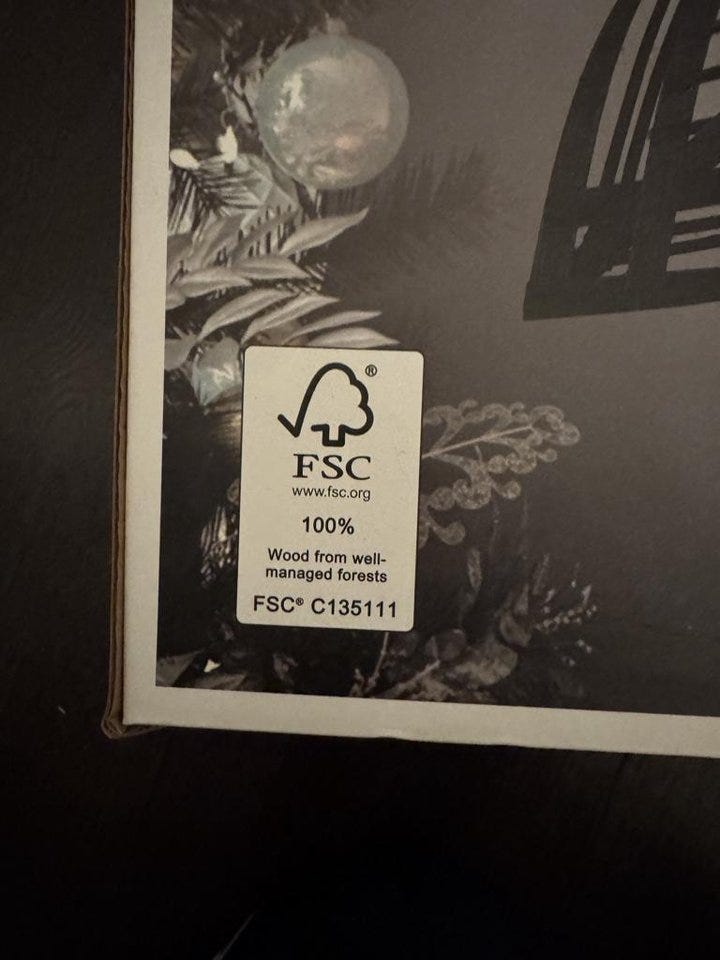 ®
FSC
www.fsc.org
100%
Wood from well-
managed forests
FSC® C135111